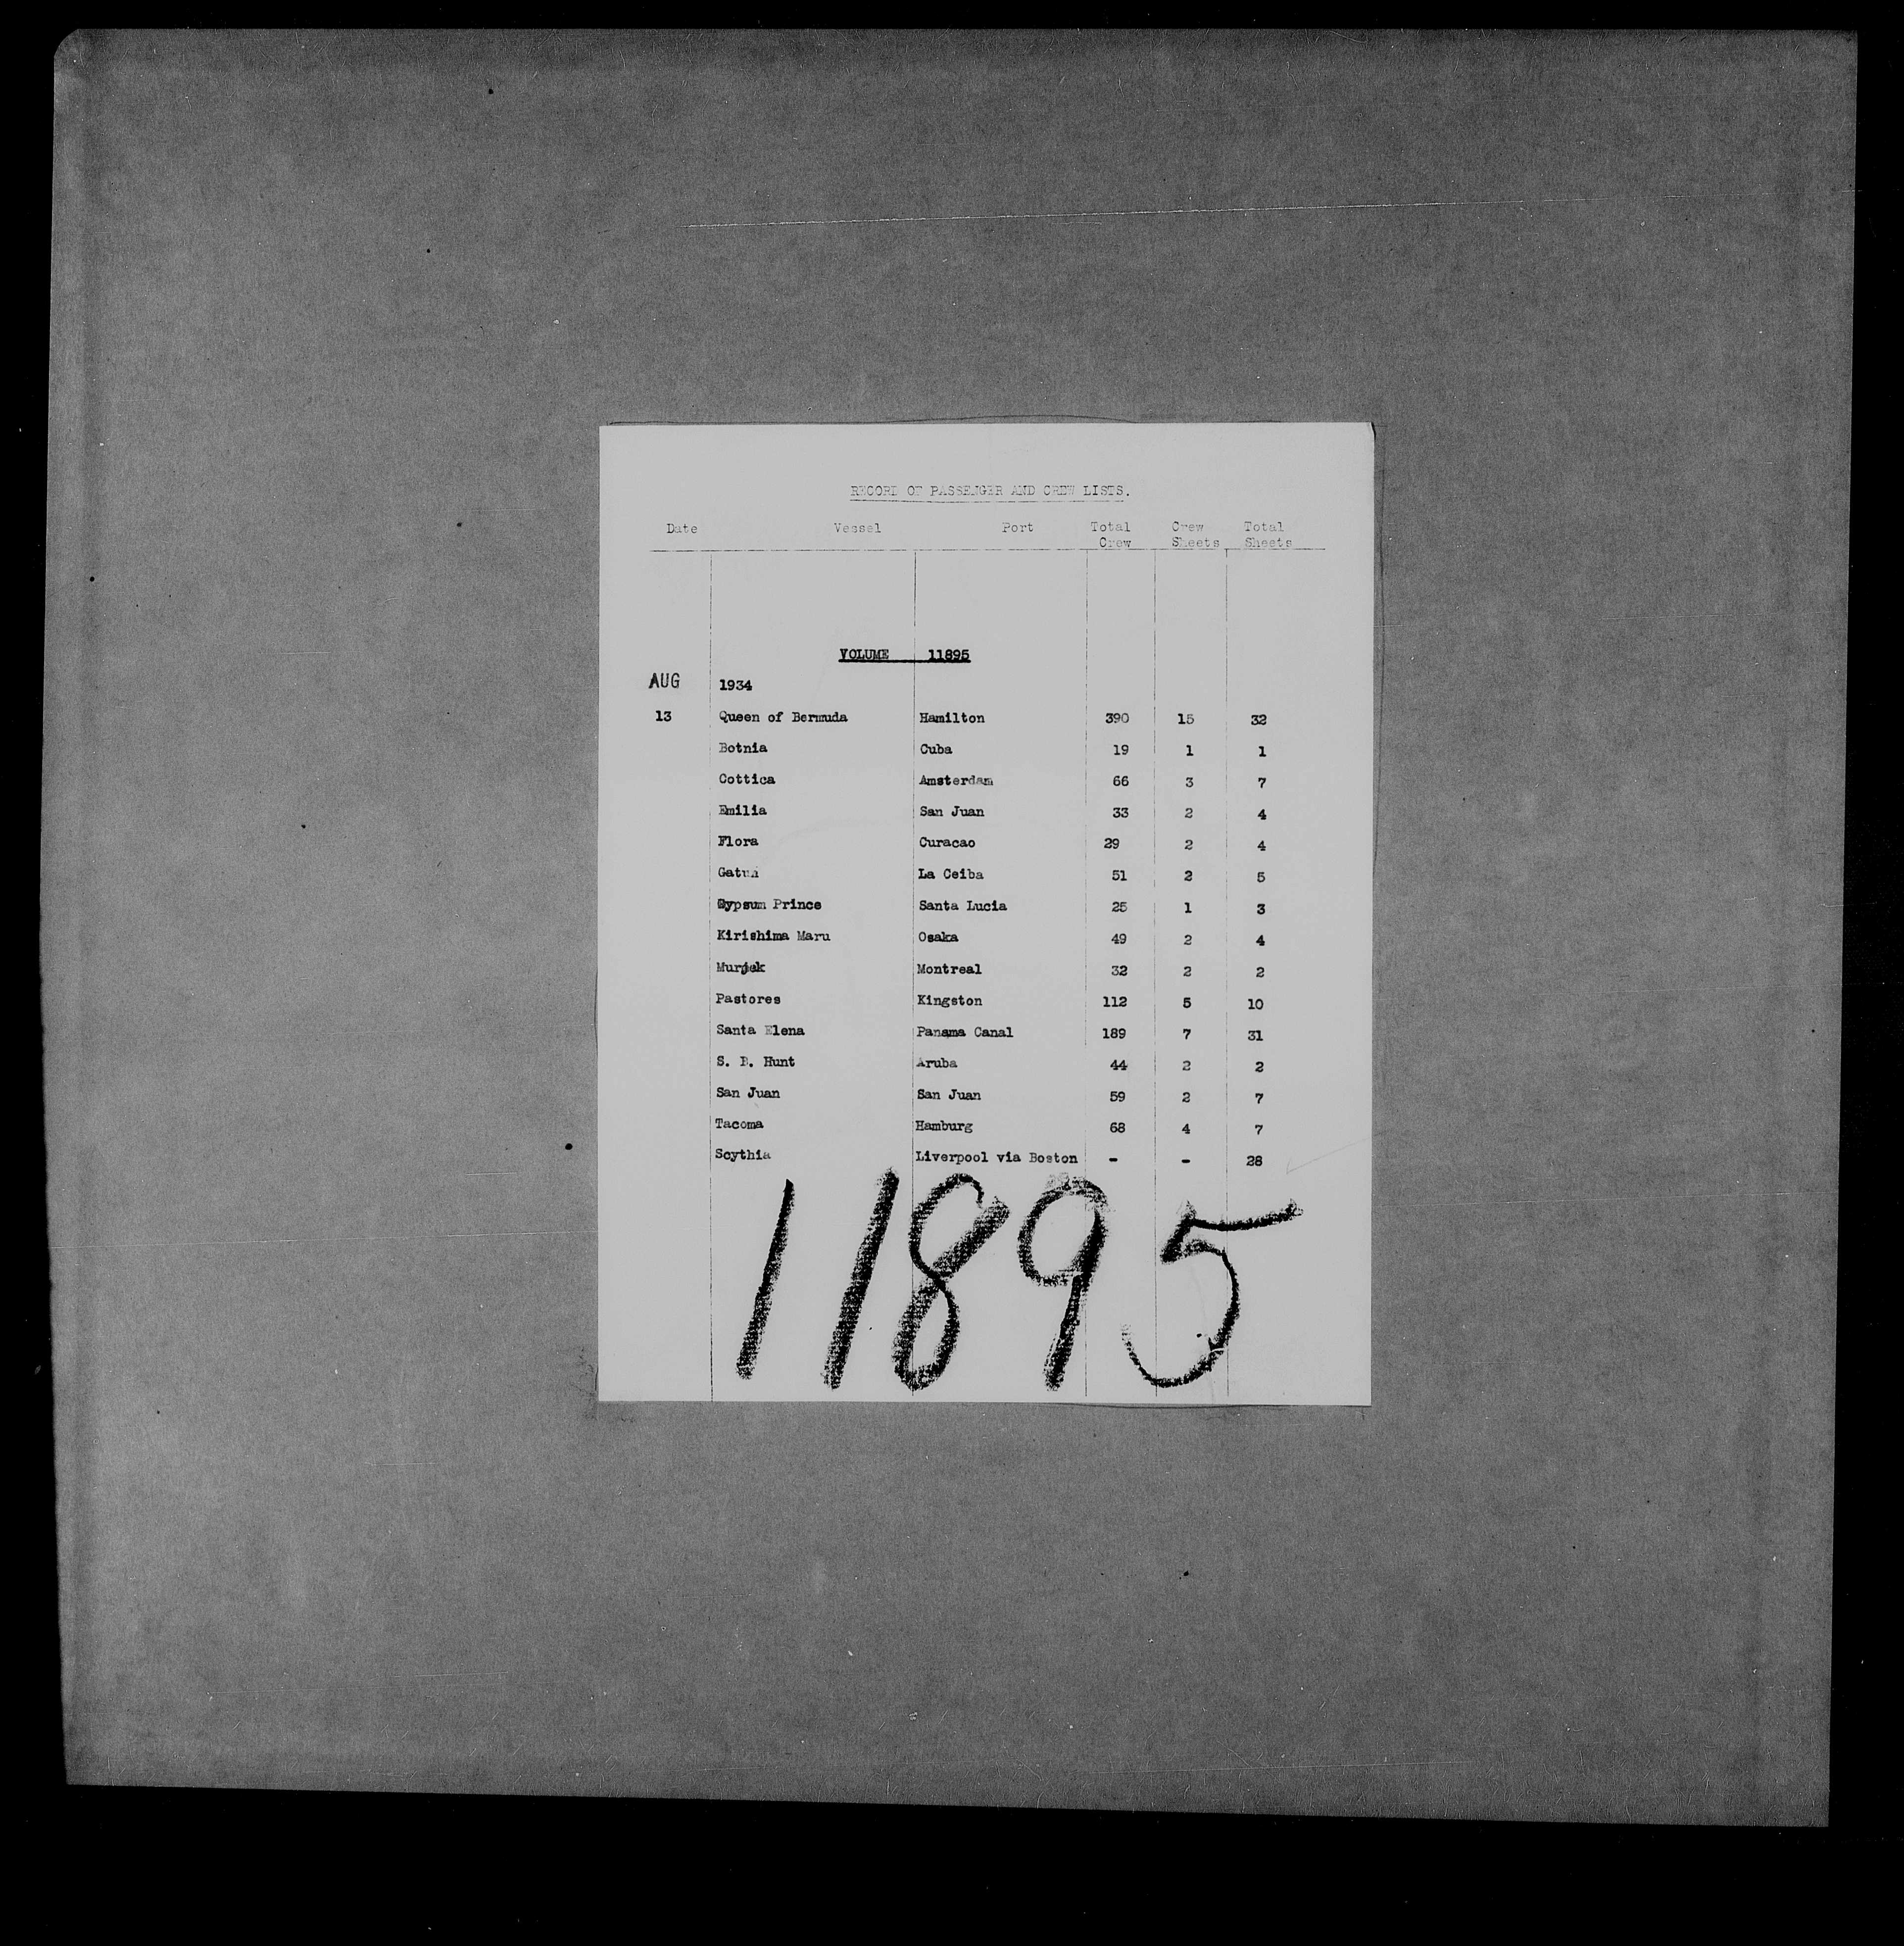 RECORD OF PASSENGER AND CREW LISTS.
Date Vessel Port Total Crew Crew Sheets Total Sheets
VOLUME 11895
AUG 1934
13 Queen of Bermuda Hamilton 390 15 32
Botnia Cuba 19 1 1
Cottica Amsterdam 66 3 7
Emilia San Juan 33 2 4
Flora Curacao 29 2 4
Gatun La Ceiba 51 2 5
Gypsum Prince Santa Lucia 25 1 3
Kirishima Maru Osaka 49 2 4
Murjek Montreal 32 2 2
Pastores Kingston 112 5 10
Santa Elena Panama Canal 189 7 31
S. B. Hunt Aruba 44 2 2
San Juan San Juan 59 2 7
Tacoma Hamburg 68 4 7
Scythia Liverpool via Boston - - 28
11895